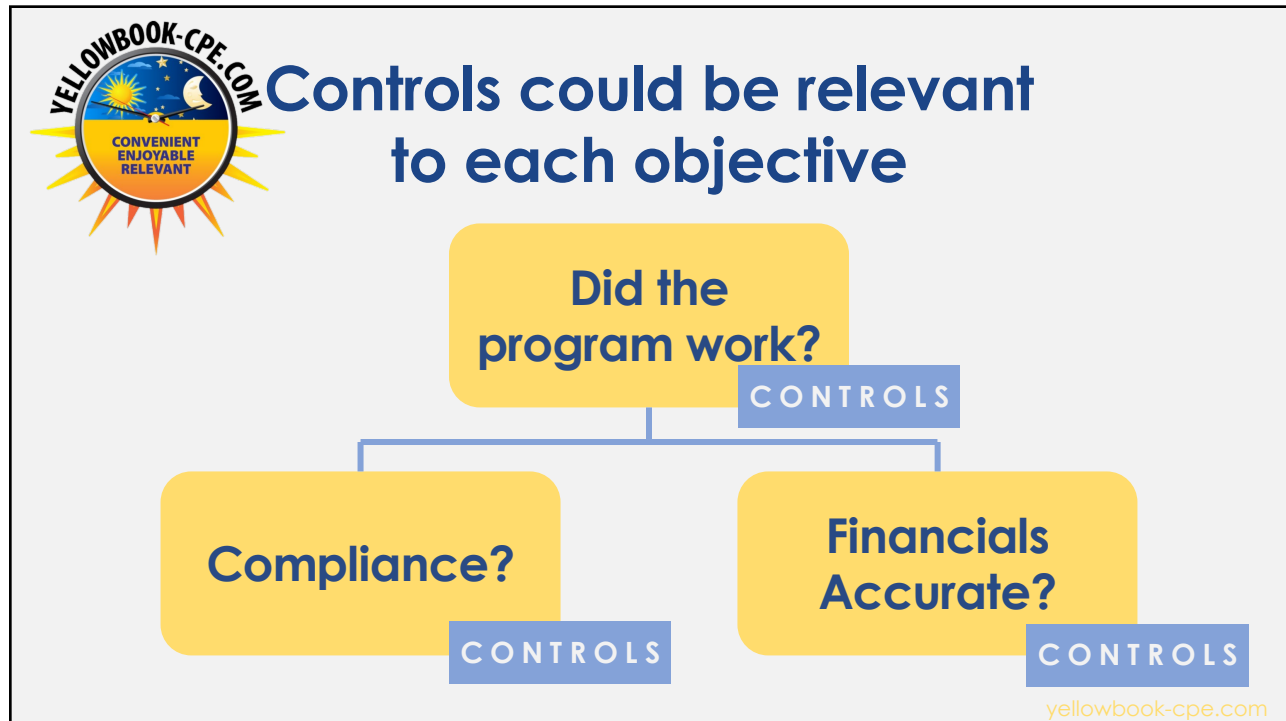 YELLOWBOOK-CPE.COM
CONVENIENT
ENJOYABLE
RELEVANT
Controls could be relevant
to each objective
Did the
program work?
CONTROLS
Compliance?
CONTROLS
Financials
Accurate?
CONTROLS
yellowbook-cpe.com